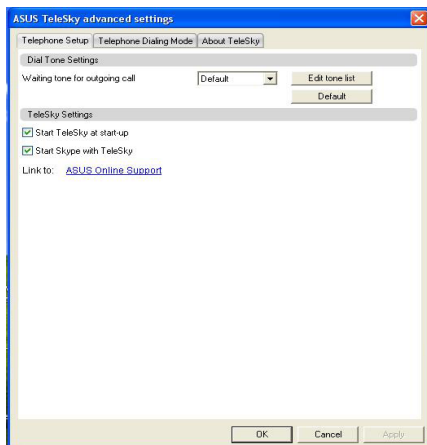 ASUS TeleSky advanced settings
Telephone Setup Telephone Dialing Mode About TeleSky
Dial Tone Settings
Waiting tone for outgoing call Default Edit tone list
Default
TeleSky Settings
Start TeleSky at start-up
Start Skype with TeleSky
Link to: ASUS Online Support
OK Cancel Apply